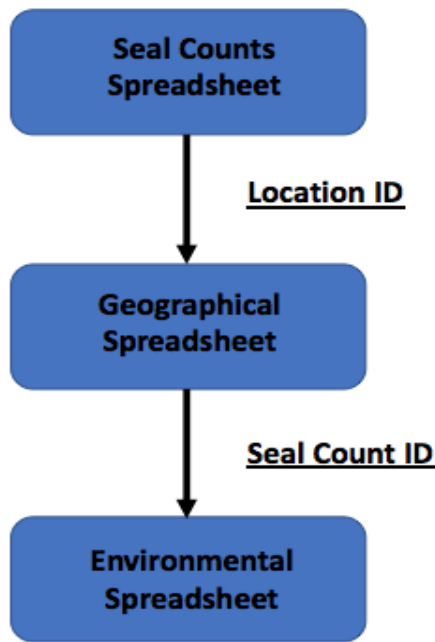 Seal Counts
Spreadsheet
Location ID
Geographical
Spreadsheet
Seal Count ID
Environmental
Spreadsheet